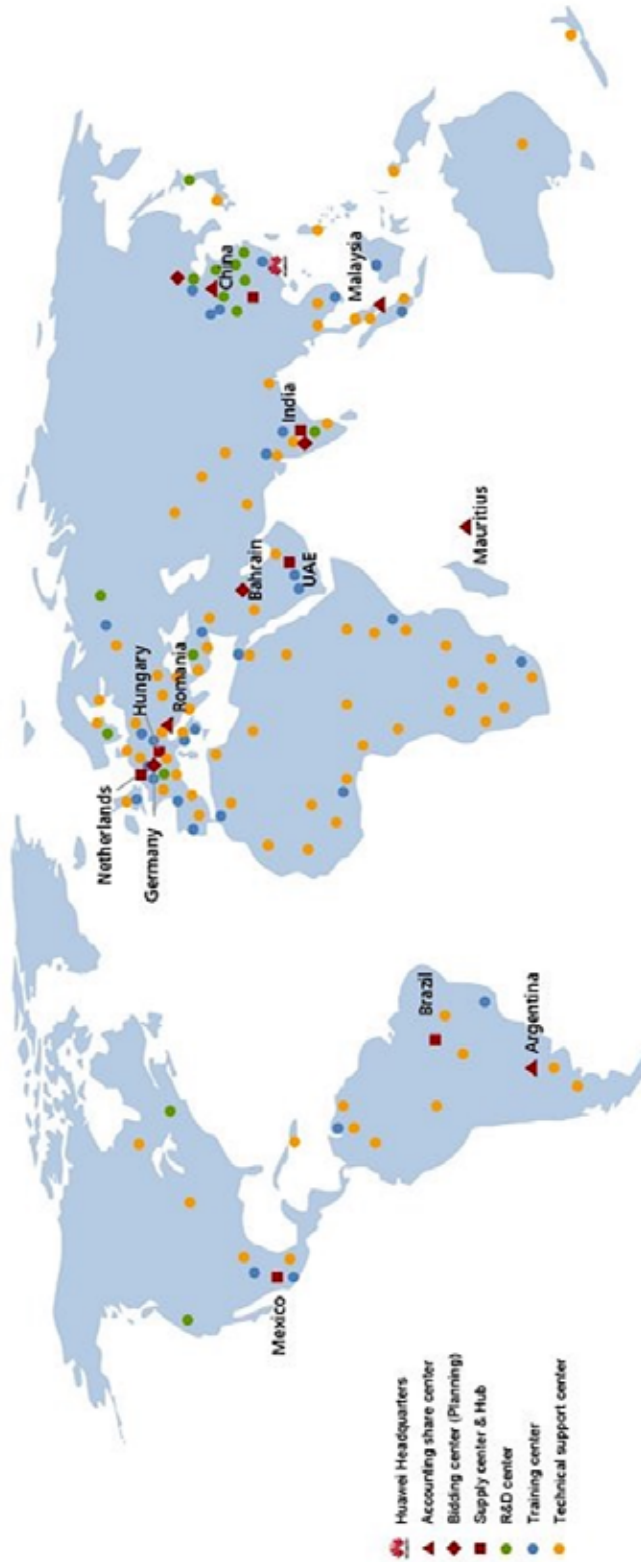 Netherlands
Hungary
Germany
Romania
Bahrain
UAE
India
China
Malaysia
Mauritius
Mexico
Brazil
Argentina
Huawei Headquarters
Accounting share center
Bidding center (Planning)
Supply center & Hub
R&D center
Training center
Technical support center